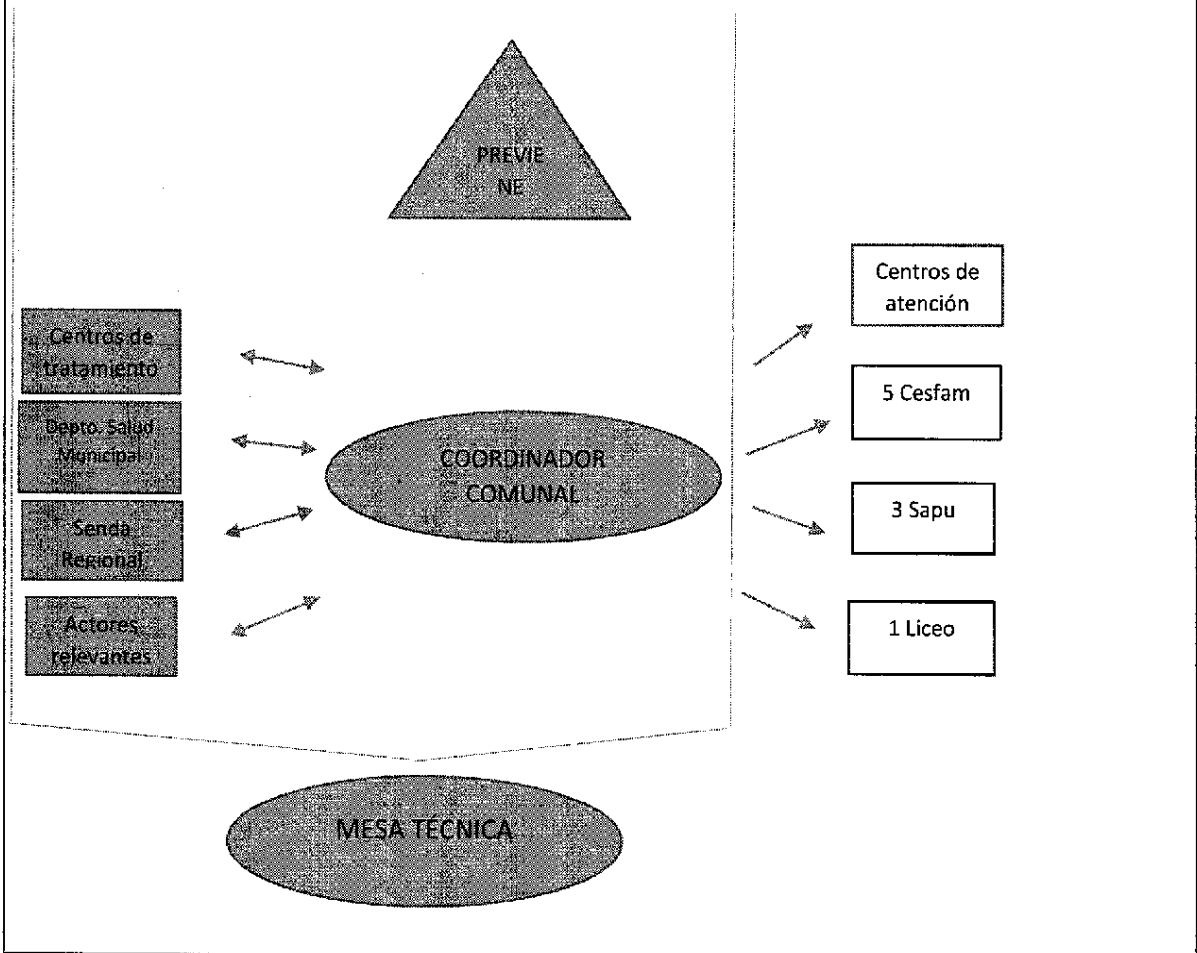 PREVIE
NE
Centros de
tratamiento
Depto. Salud
Municipal
Senda
Regional
Actores
relevantes
COORDINADOR
COMUNAL
Centros de
atención
5 Cesfam
3 Sapu
1 Liceo
MESA TECNICA